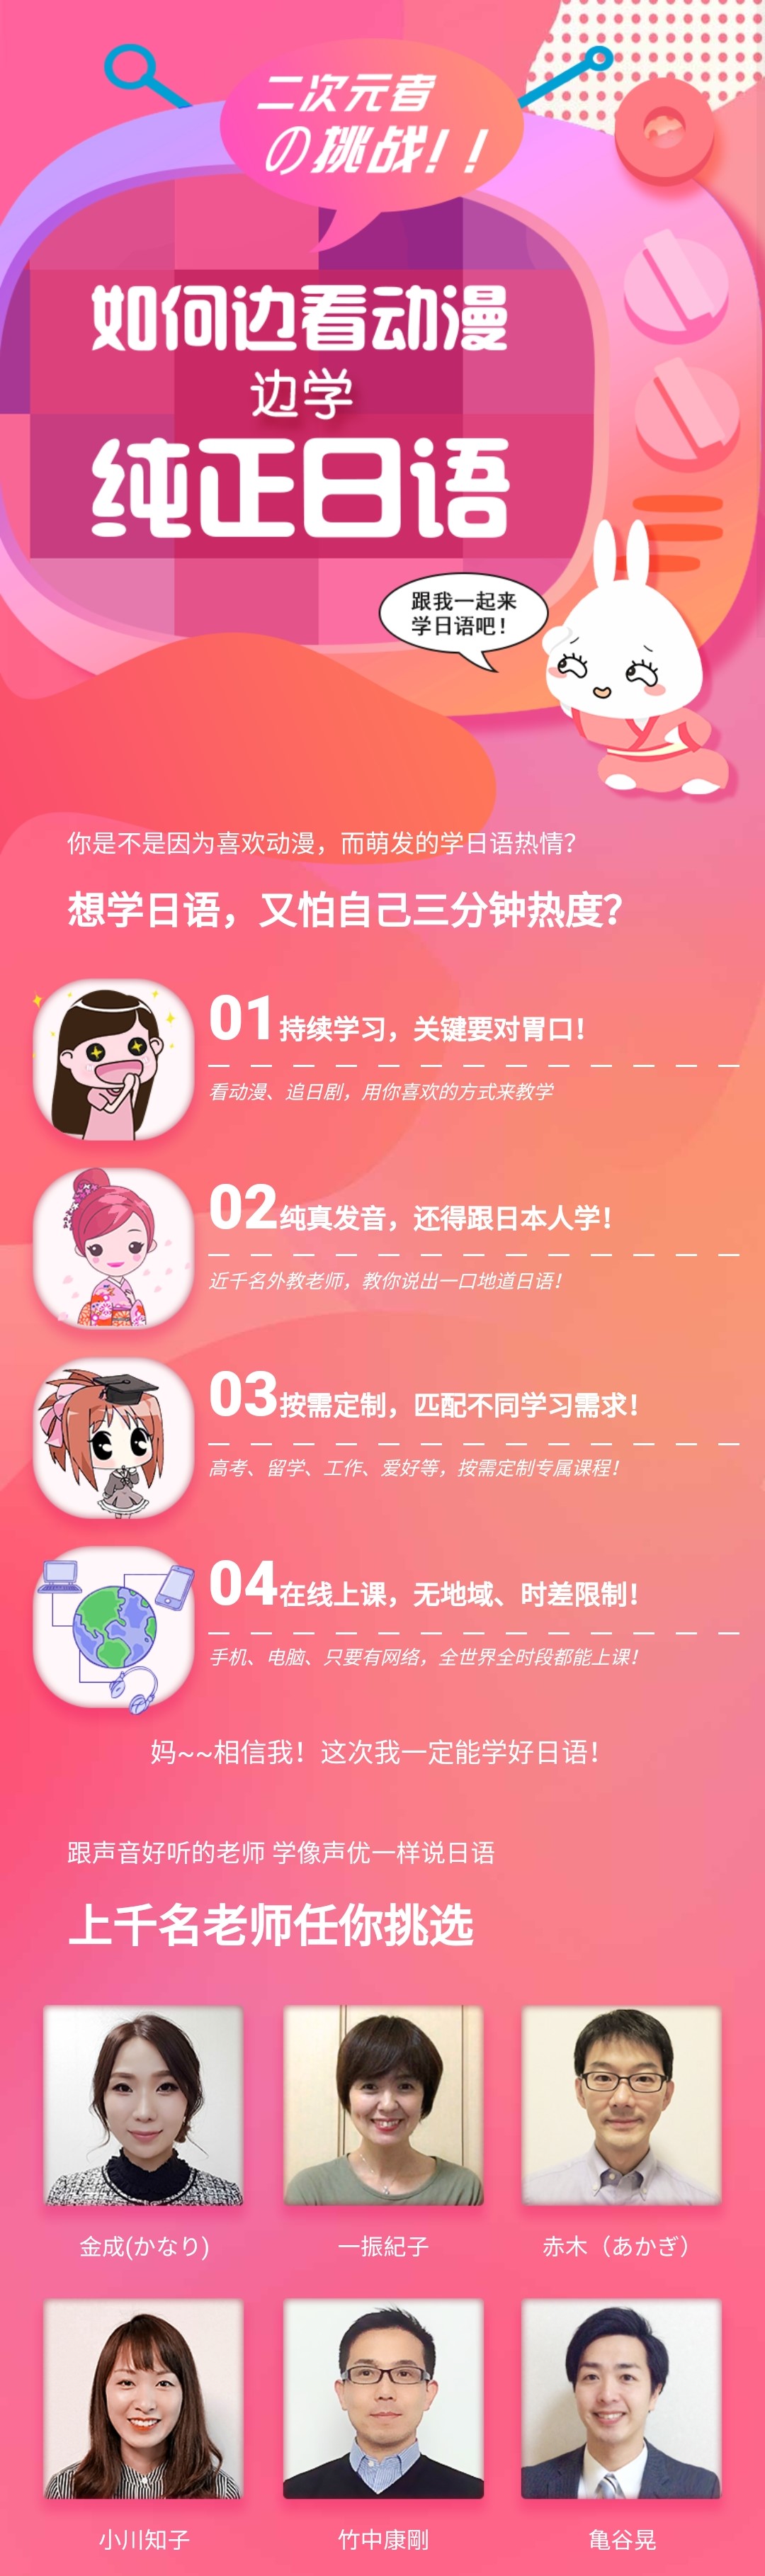 二次元者
の挑战！！
如何边看动漫
边学
纯正日语
跟我一起来
学日语吧！
你是不是因为喜欢动漫，而萌发的学日语热情？
想学日语，又怕自己三分钟热度？
01持续学习，关键要对胃口！
看动漫、追日剧，用你喜欢的方式来教学
02纯真发音，还得跟日本人学！
近千名外教老师，教你说出一口地道日语！
03按需定制，匹配不同学习需求！
高考、留学、工作、爱好等，按需定制专属课程！
04在线上课，无地域、时差限制！
手机、电脑、只要有网络，全世界全时段都能上课！
妈~~相信我！这次我一定能学好日语！
跟声音好听的老师 学像声优一样说日语
上千名老师任你挑选
金成(かなり)
一振紀子
赤木（あかぎ）
小川知子
竹中康剛
亀谷晃